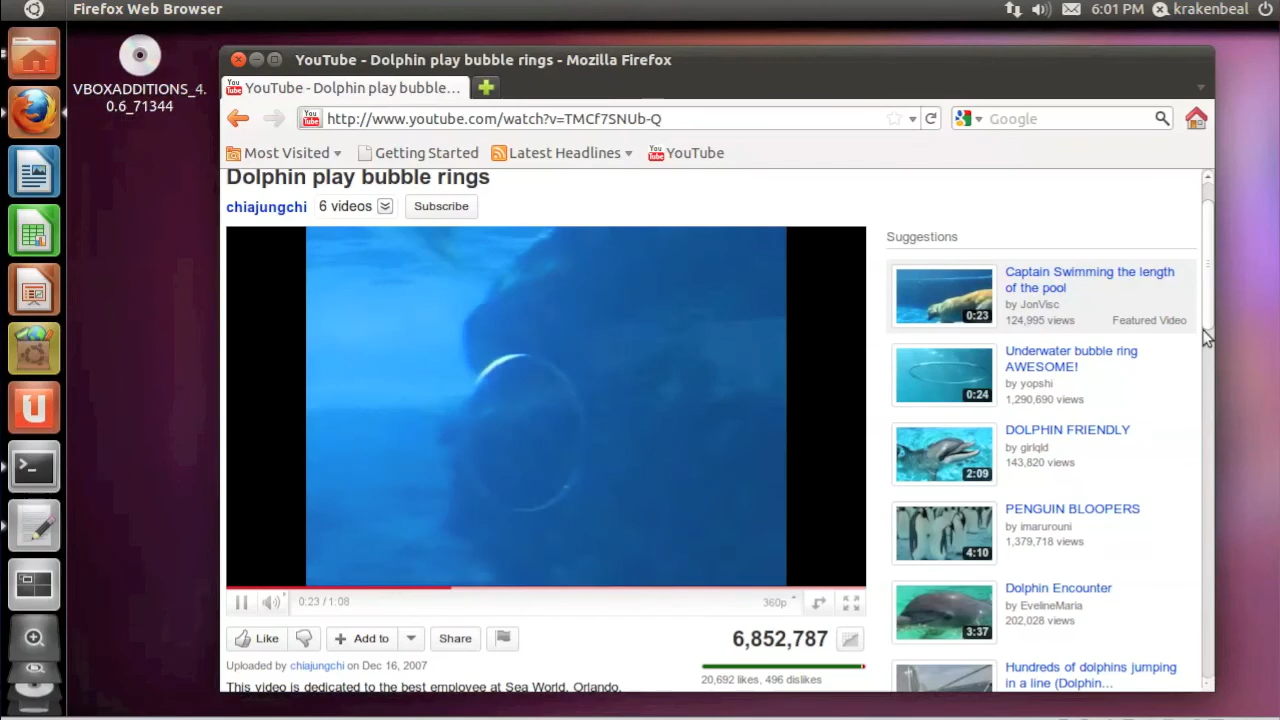 Firefox Web Browser
6:01 PM
krakenbeal
VBOXADDITIONS_4.
0.6_71344
YouTube - Dolphin play bubble rings - Mozilla Firefox
You
Tube
YouTube - Dolphin play bubble...
You
Tube
http://www.youtube.com/watch?v=TMCf7SNUb-Q
Google
Most Visited
Getting Started
Latest Headlines
You
Tube
YouTube
Dolphin play bubble rings
chiajungchi
6 videos
Subscribe
Suggestions
Captain Swimming the length
of the pool
by JonVisc
124,995 views
Featured Video
0:23
Underwater bubble ring
AWESOME!
by yopshi
1,290,690 views
0:24
DOLPHIN FRIENDLY
by girlqld
143,820 views
2:09
PENGUIN BLOOPERS
by imarurouni
1,379,718 views
4:10
Dolphin Encounter
by EvelineMaria
202,028 views
3:37
Hundreds of dolphins jumping
in a line (Dolphin...
0:23 / 1:08
360p
Like
Add to
Share
6,852,787
Uploaded by chiajungchi on Dec 16, 2007
20,692 likes, 496 dislikes
This video is dedicated to the best employee at Sea World, Orlando.